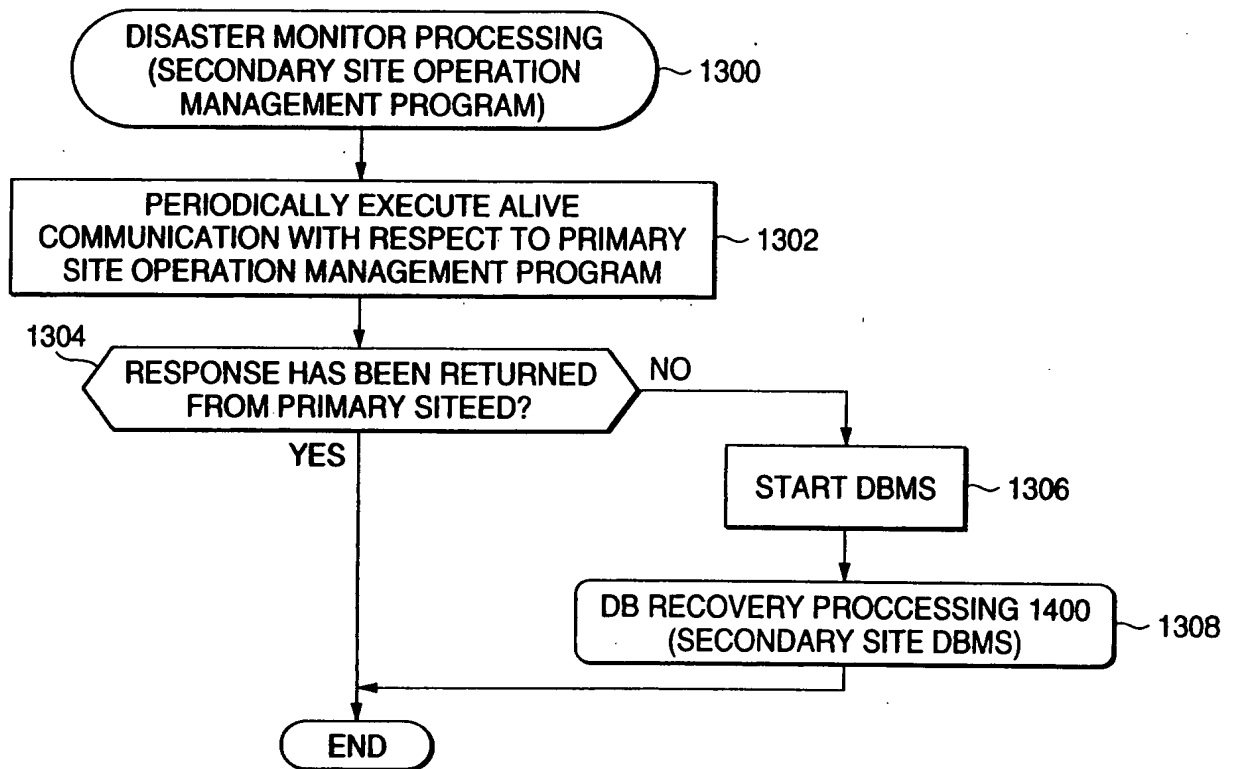 DISASTER MONITOR PROCESSING
(SECONDARY SITE OPERATION
MANAGEMENT PROGRAM)
1300
PERIODICALLY EXECUTE ALIVE
COMMUNICATION WITH RESPECT TO PRIMARY
SITE OPERATION MANAGEMENT PROGRAM
1302
1304
RESPONSE HAS BEEN RETURNED
FROM PRIMARY SITEED?
NO
YES
START DBMS
1306
DB RECOVERY PROCCESSING 1400
(SECONDARY SITE DBMS)
1308
END